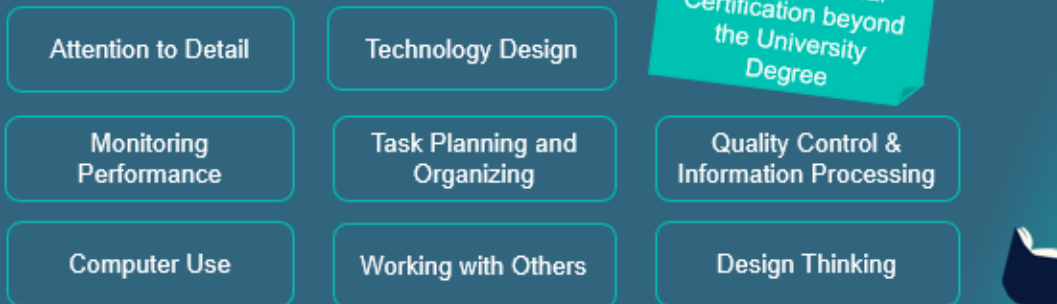 Attention to Detail
Technology Design
Certification beyond
the University
Degree
Monitoring
Performance
Task Planning and
Organizing
Quality Control &
Information Processing
Computer Use
Working with Others
Design Thinking